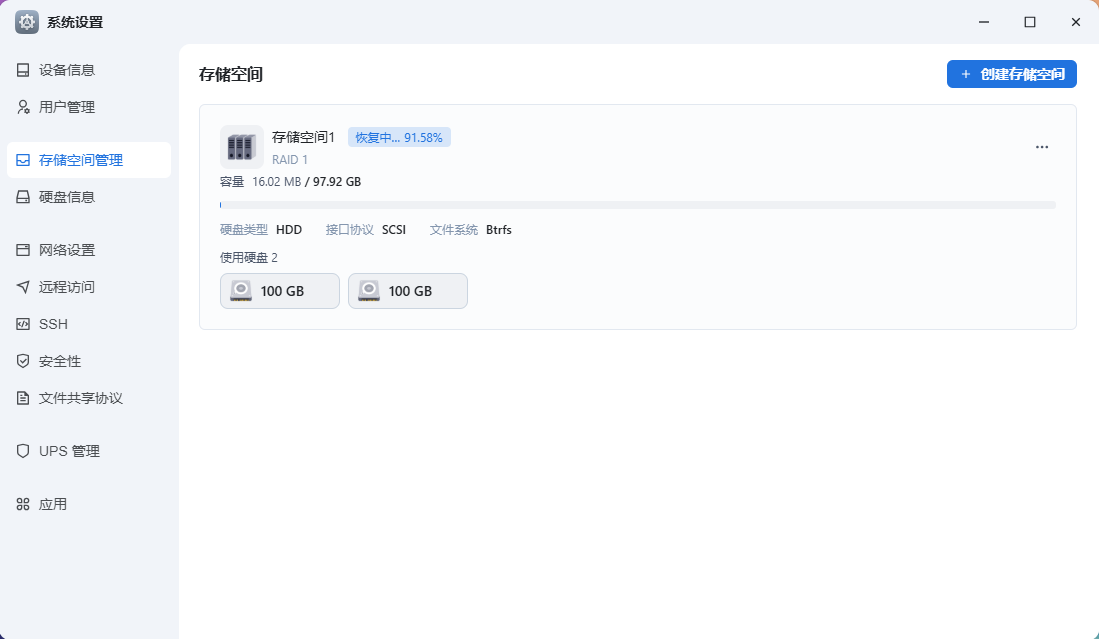 系统设置
设备信息
用户管理
存储空间管理
硬盘信息
网络设置
远程访问
SSH
安全性
文件共享协议
UPS 管理
应用
存储空间
+ 创建存储空间
存储空间1 恢复中... 91.58%
RAID 1
容量 16.02 MB / 97.92 GB
硬盘类型 HDD 接口协议 SCSI 文件系统 Btrfs
使用硬盘 2
100 GB 100 GB